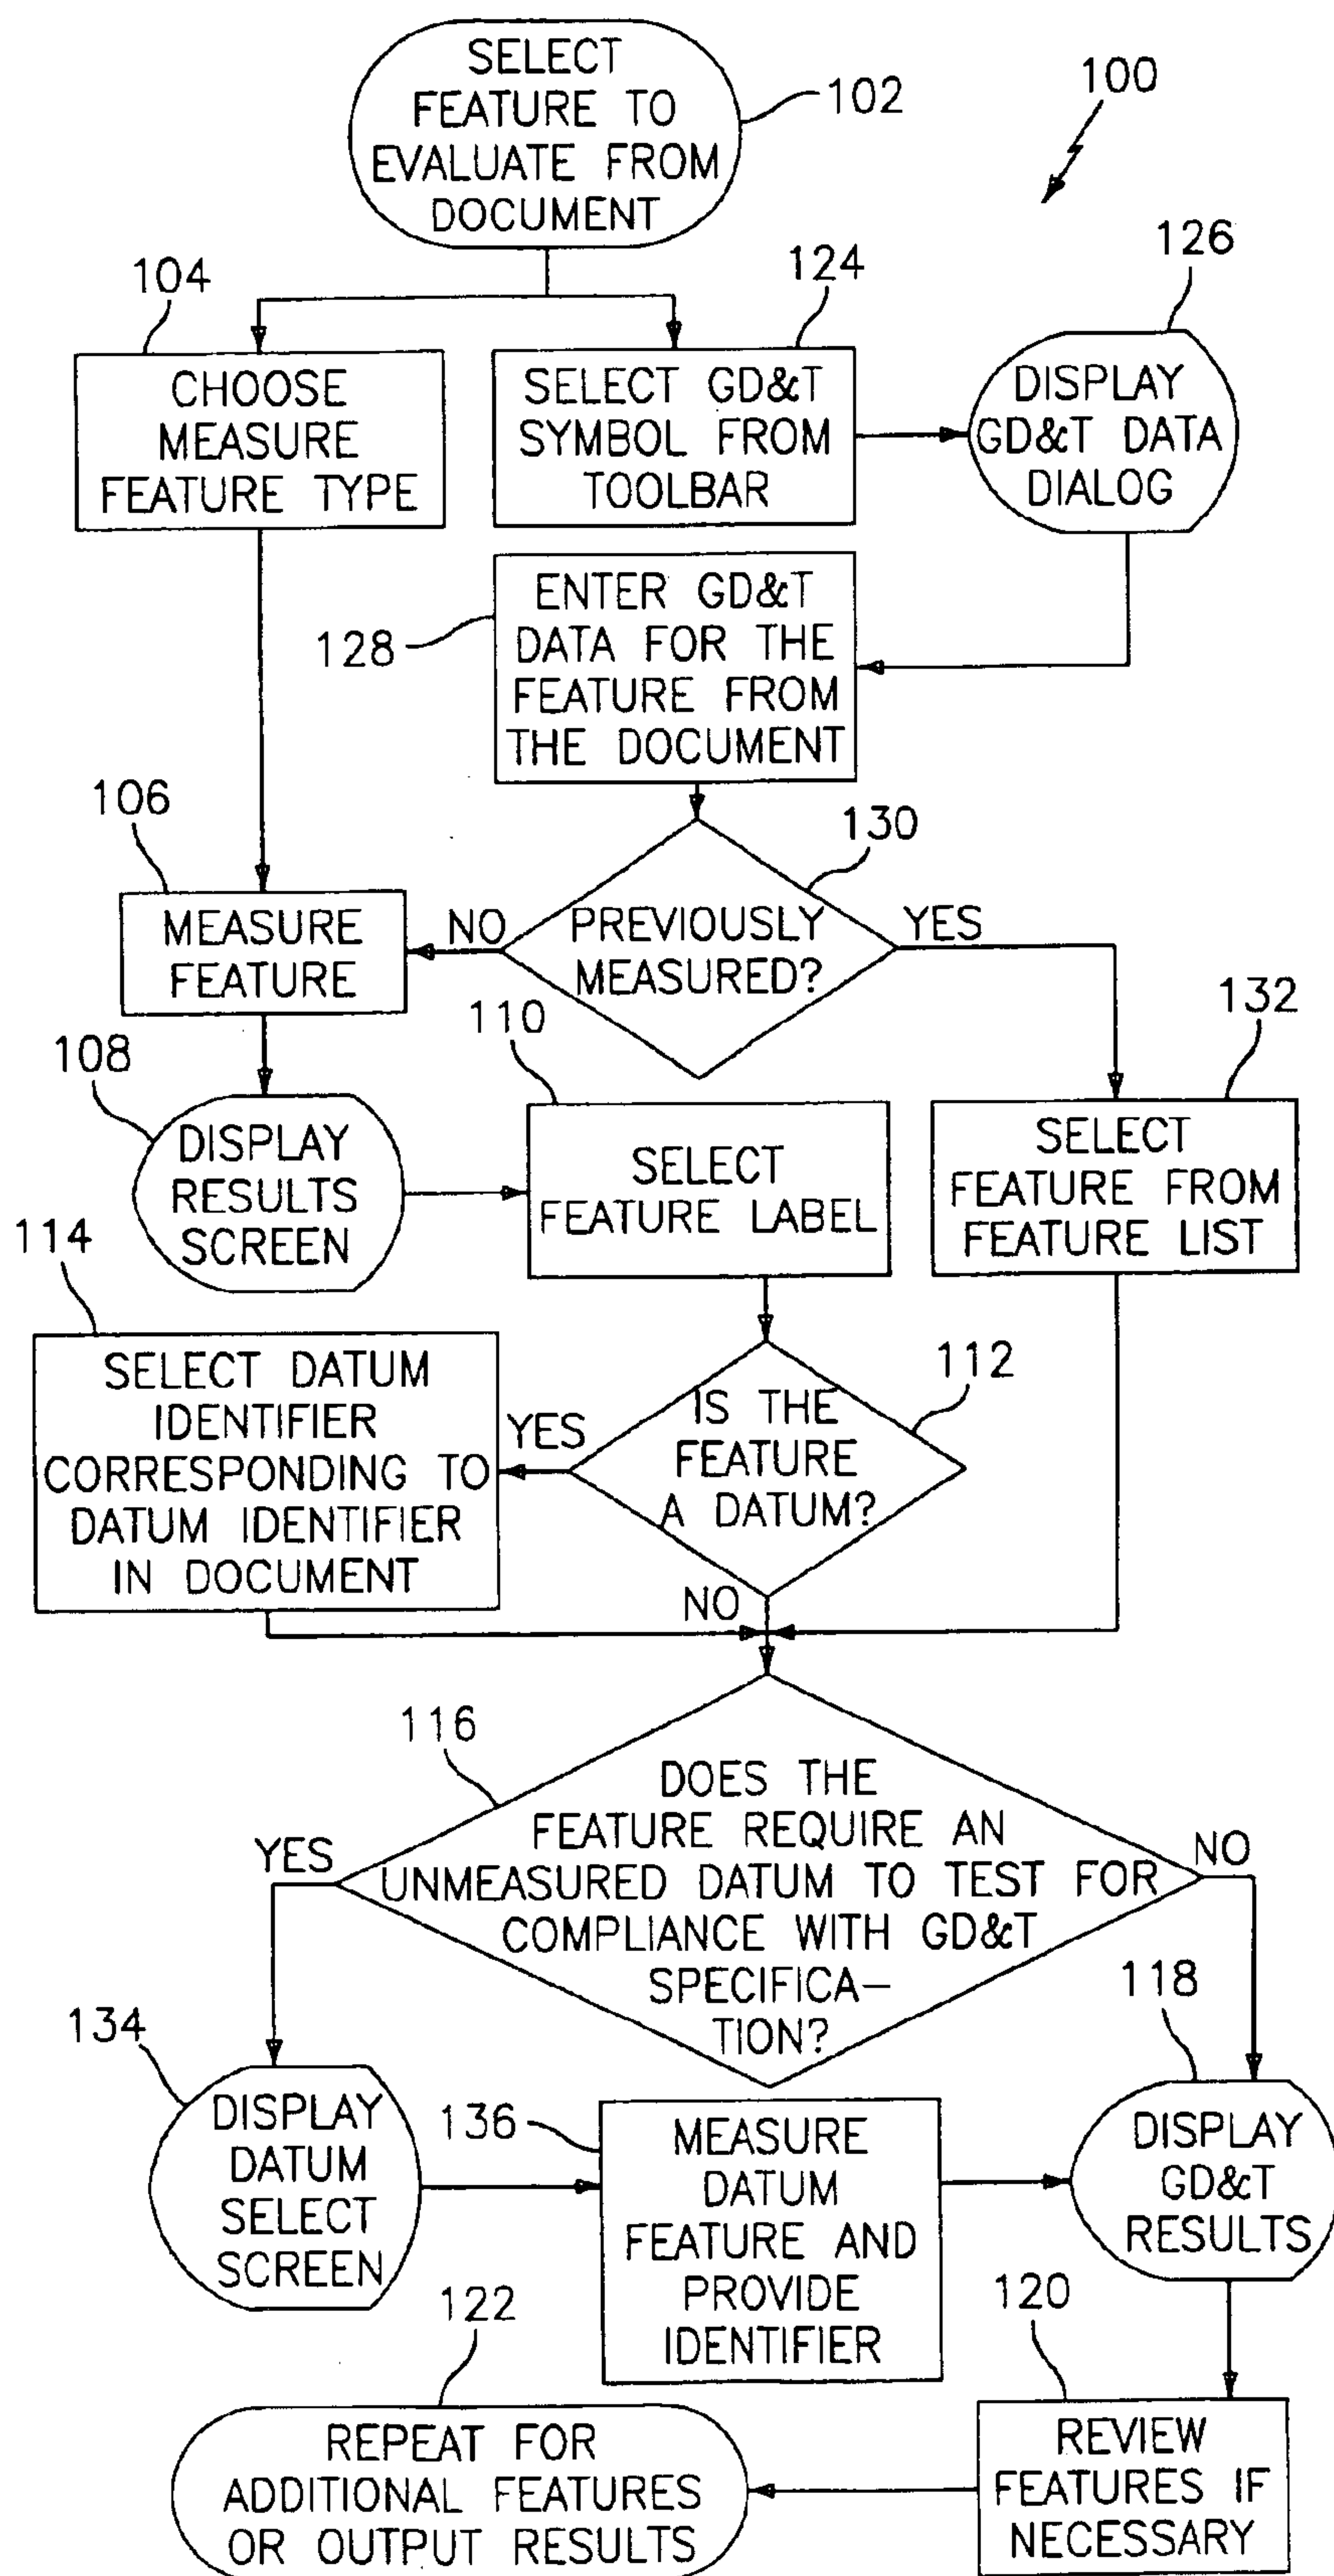 SELECT
FEATURE TO
EVALUATE FROM
DOCUMENT
102
100
104
124
126
CHOOSE
MEASURE
FEATURE TYPE
SELECT GD&T
SYMBOL FROM
TOOLBAR
DISPLAY
GD&T DATA
DIALOG
128
ENTER GD&T
DATA FOR THE
FEATURE FROM
THE DOCUMENT
106
130
MEASURE
FEATURE
NO
PREVIOUSLY
MEASURED?
YES
108
110
132
DISPLAY
RESULTS
SCREEN
SELECT
FEATURE LABEL
SELECT
FEATURE FROM
FEATURE LIST
114
112
SELECT DATUM
IDENTIFIER
CORRESPONDING TO
DATUM IDENTIFIER
IN DOCUMENT
YES
IS THE
FEATURE
A DATUM?
NO
116
DOES THE
FEATURE REQUIRE AN
UNMEASURED DATUM TO TEST FOR
COMPLIANCE WITH GD&T
SPECIFICA-
TION?
YES
NO
134
118
DISPLAY
DATUM
SELECT
SCREEN
136
MEASURE
DATUM
FEATURE AND
PROVIDE
IDENTIFIER
DISPLAY
GD&T
RESULTS
122
120
REPEAT FOR
ADDITIONAL FEATURES
OR OUTPUT RESULTS
REVIEW
FEATURES IF
NECESSARY